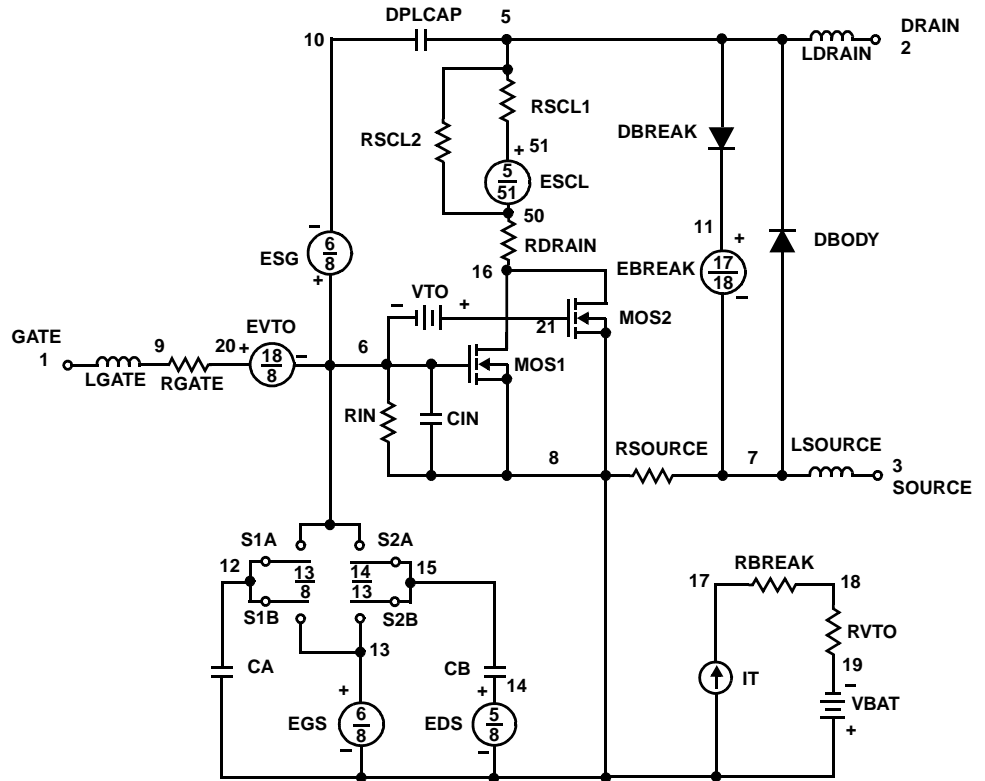 DPLCAP
5
DRAIN
2
10
LDRAIN
RSCL1
RSCL2
DBREAK
+ 51
5
51
ESCL
50
RDRAIN
11
DBODY
ESG
−
6
8
+
16
EBREAK
+
17
18
−
− VTO +
21
MOS2
GATE
1
9
20
EVTO
+
18
8
−
6
MOS1
LGATE
RGATE
RIN
CIN
8
RSOURCE
7
LSOURCE
3
SOURCE
S1A
S2A
12
13
8
14
13
15
S1B
S2B
13
RBREAK
17
18
RVTO
19
CA
CB
14
IT
−
VBAT
+
+
EGS
6
8
−
+
EDS
5
8
−